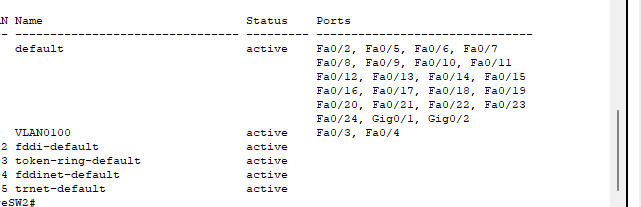 N Name Status Ports
-- -------------------------------- --------- -------------------------------
default active Fa0/2, Fa0/5, Fa0/6, Fa0/7
Fa0/8, Fa0/9, Fa0/10, Fa0/11
Fa0/12, Fa0/13, Fa0/14, Fa0/15
Fa0/16, Fa0/17, Fa0/18, Fa0/19
Fa0/20, Fa0/21, Fa0/22, Fa0/23
Fa0/24, Gig0/1, Gig0/2
VLAN0100 active Fa0/3, Fa0/4
2 fddi-default active
3 token-ring-default active
4 fddinet-default active
5 trnet-default active
eSW2#